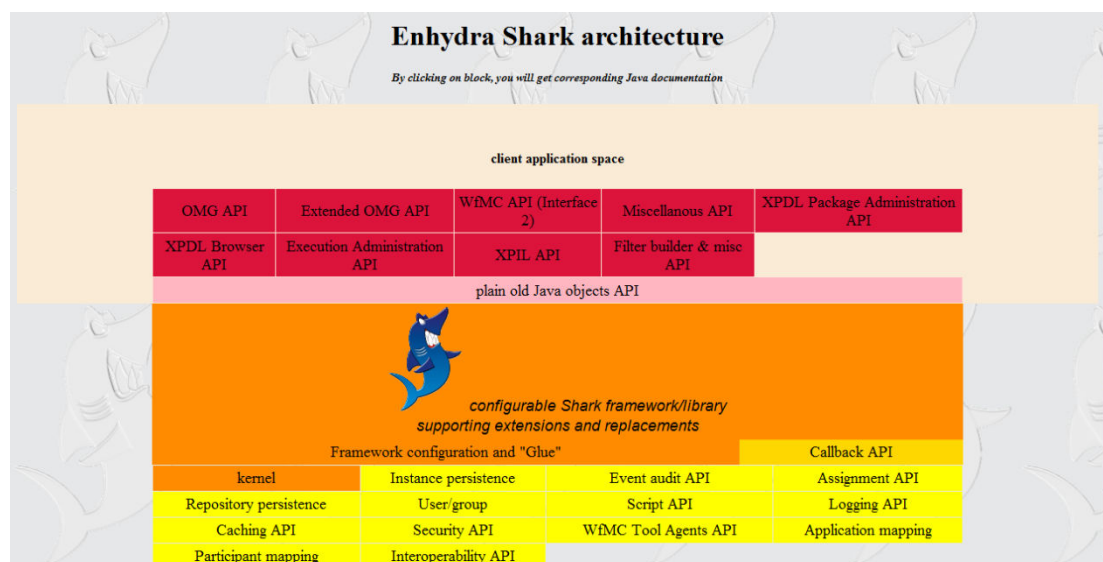 Enhydra Shark architecture
By clicking on block, you will get corresponding Java documentation
client application space
OMG API
Extended OMG API
WfMC API (Interface
2)
Miscellanous API
XPDL Package Administration
API
XPDL Browser
API
Execution Administration
API
XPIL API
Filter builder & misc
API
plain old Java objects API
configurable Shark framework/library
supporting extensions and replacements
Framework configuration and "Glue"
Callback API
kernel
Instance persistence
Event audit API
Assignment API
Repository persistence
User/group
Script API
Logging API
Caching API
Security API
WfMC Tool Agents API
Application mapping
Participant mapping
Interoperability API